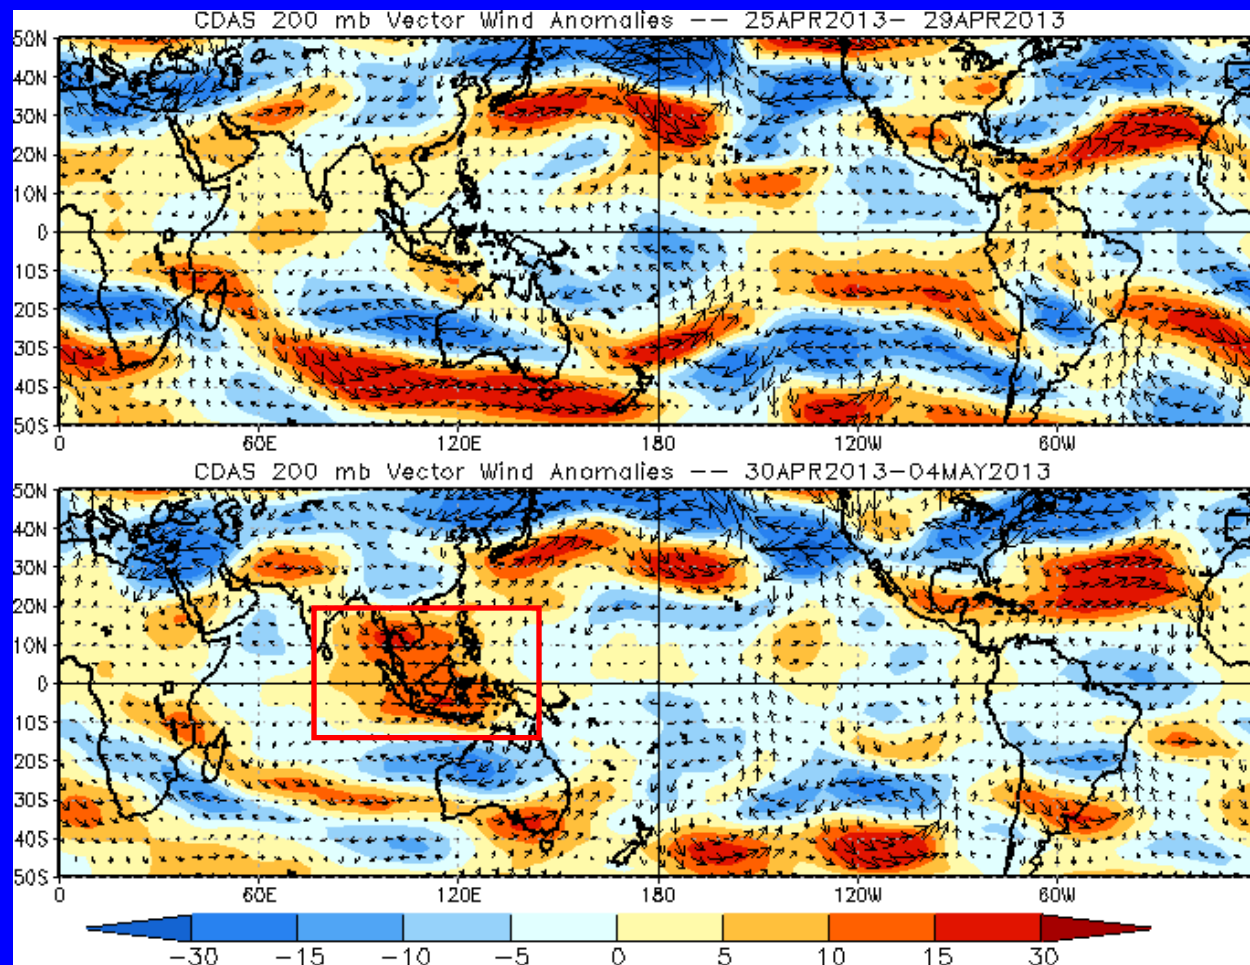 CDAS 200 mb Vector Wind Anomalies -- 25APR2013- 29APR2013
50N
40N
30N
20N
10N
0
10S
20S
30S
40S
50S
0 60E 120E 180 120W 60W
CDAS 200 mb Vector Wind Anomalies -- 30APR2013-04MAY2013
50N
40N
30N
20N
10N
0
10S
20S
30S
40S
50S
0 60E 120E 180 120W 60W
-30 -15 -10 -5 0 5 10 15 30